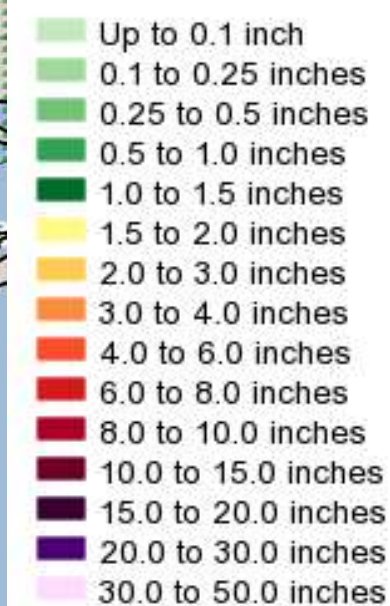 Up to 0.1 inch
0.1 to 0.25 inches
0.25 to 0.5 inches
0.5 to 1.0 inches
1.0 to 1.5 inches
1.5 to 2.0 inches
2.0 to 3.0 inches
3.0 to 4.0 inches
4.0 to 6.0 inches
6.0 to 8.0 inches
8.0 to 10.0 inches
10.0 to 15.0 inches
15.0 to 20.0 inches
20.0 to 30.0 inches
30.0 to 50.0 inches